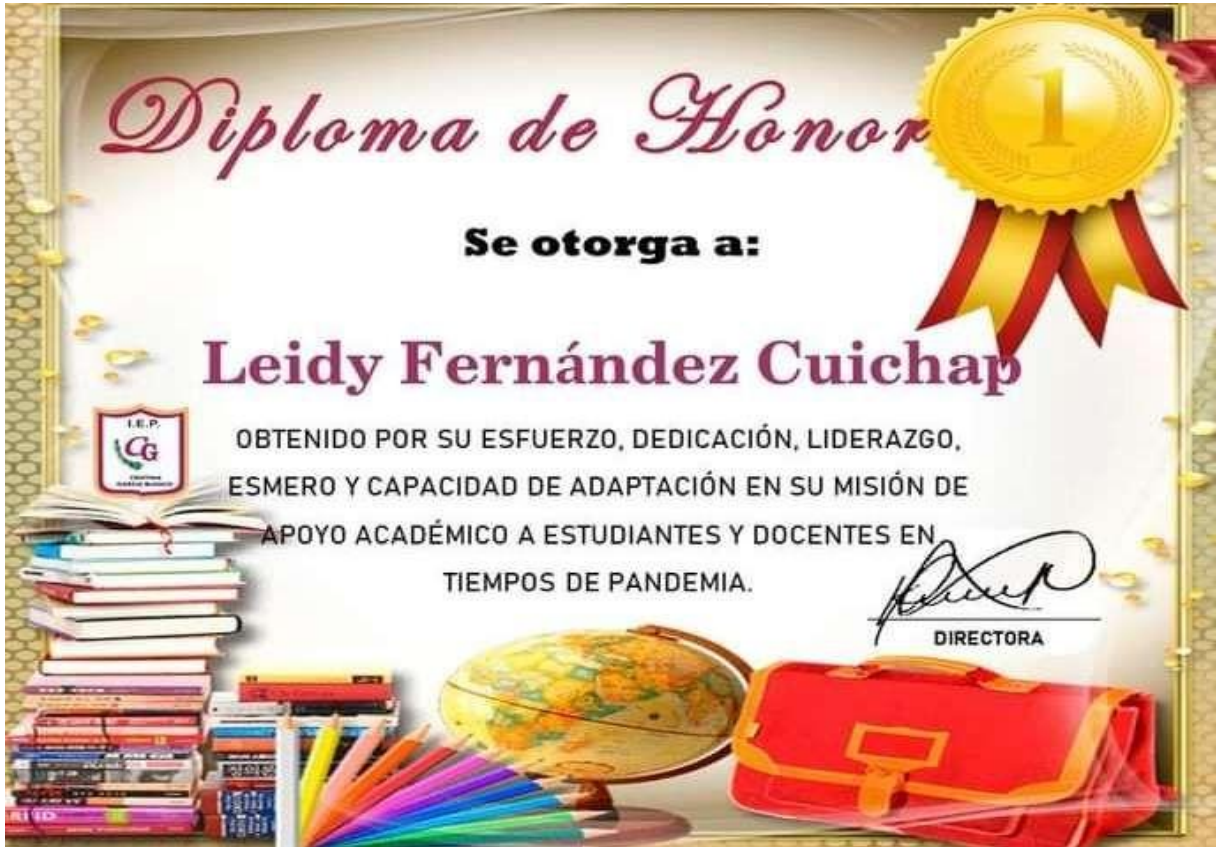 Diploma de Honor
1
Se otorga a:
Leidy Fernández Cuichap
I.E.P.
CG
OBTENIDO POR SU ESFUERZO, DEDICACIÓN, LIDERAZGO,
ESMERO Y CAPACIDAD DE ADAPTACIÓN EN SU MISIÓN DE
APOYO ACADÉMICO A ESTUDIANTES Y DOCENTES EN
TIEMPOS DE PANDEMIA.
DIRECTORA